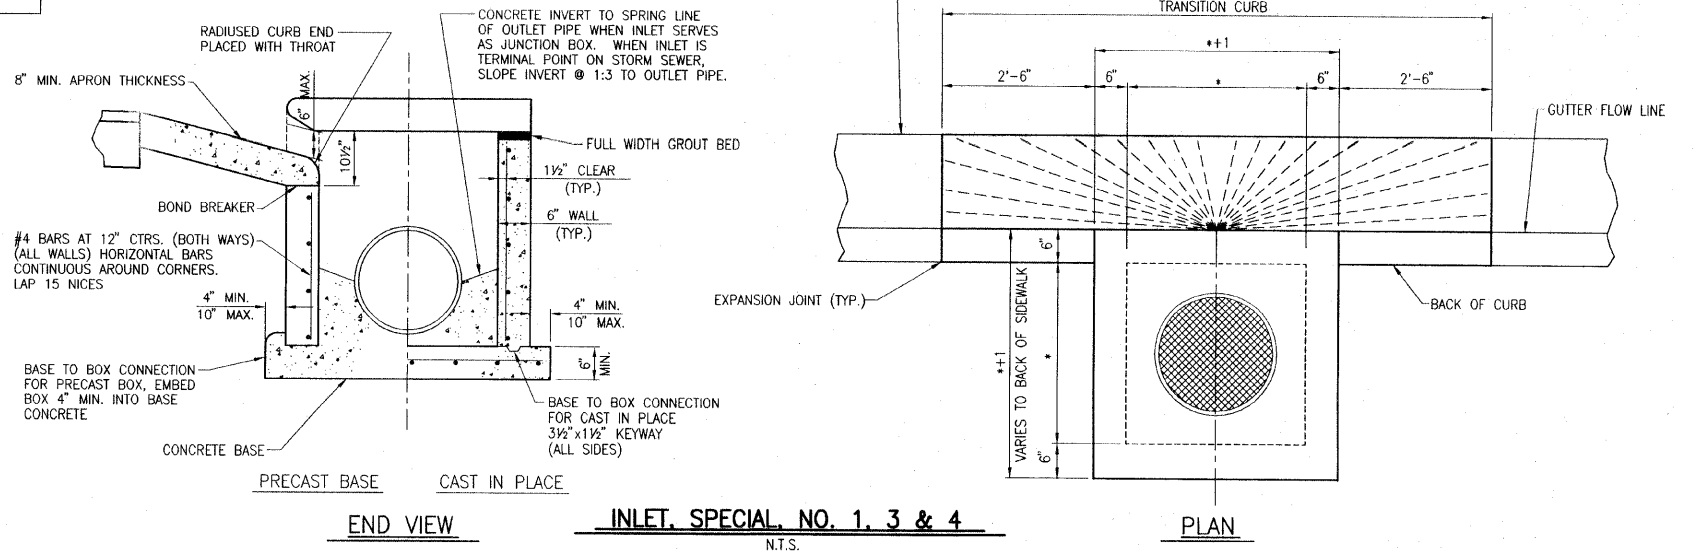 RADIUSED CURB END
PLACED WITH THROAT
CONCRETE INVERT TO SPRING LINE
OF OUTLET PIPE WHEN INLET SERVES
AS JUNCTION BOX. WHEN INLET IS
TERMINAL POINT ON STORM SEWER,
SLOPE INVERT @ 1:3 TO OUTLET PIPE.
8" MIN. APRON THICKNESS
6" MAX.
10½"
FULL WIDTH GROUT BED
1½" CLEAR
(TYP.)
6" WALL
(TYP.)
BOND BREAKER
#4 BARS AT 12" CTRS. (BOTH WAYS)
(ALL WALLS) HORIZONTAL BARS
CONTINUOUS AROUND CORNERS.
LAP 15 NICES
4" MIN.
10" MAX.
4" MIN.
10" MAX.
6"
MIN.
BASE TO BOX CONNECTION
FOR PRECAST BOX, EMBED
BOX 4" MIN. INTO BASE
CONCRETE
BASE TO BOX CONNECTION
FOR CAST IN PLACE
3½"x1½" KEYWAY
(ALL SIDES)
CONCRETE BASE
PRECAST BASE
CAST IN PLACE
END VIEW
INLET, SPECIAL, NO. 1, 3 & 4
N.T.S.
TRANSITION CURB
*+1
2'-6"
6"
*
6"
2'-6"
GUTTER FLOW LINE
6"
EXPANSION JOINT (TYP.)
BACK OF CURB
*+1
VARIES TO BACK OF SIDEWALK
*
6"
PLAN